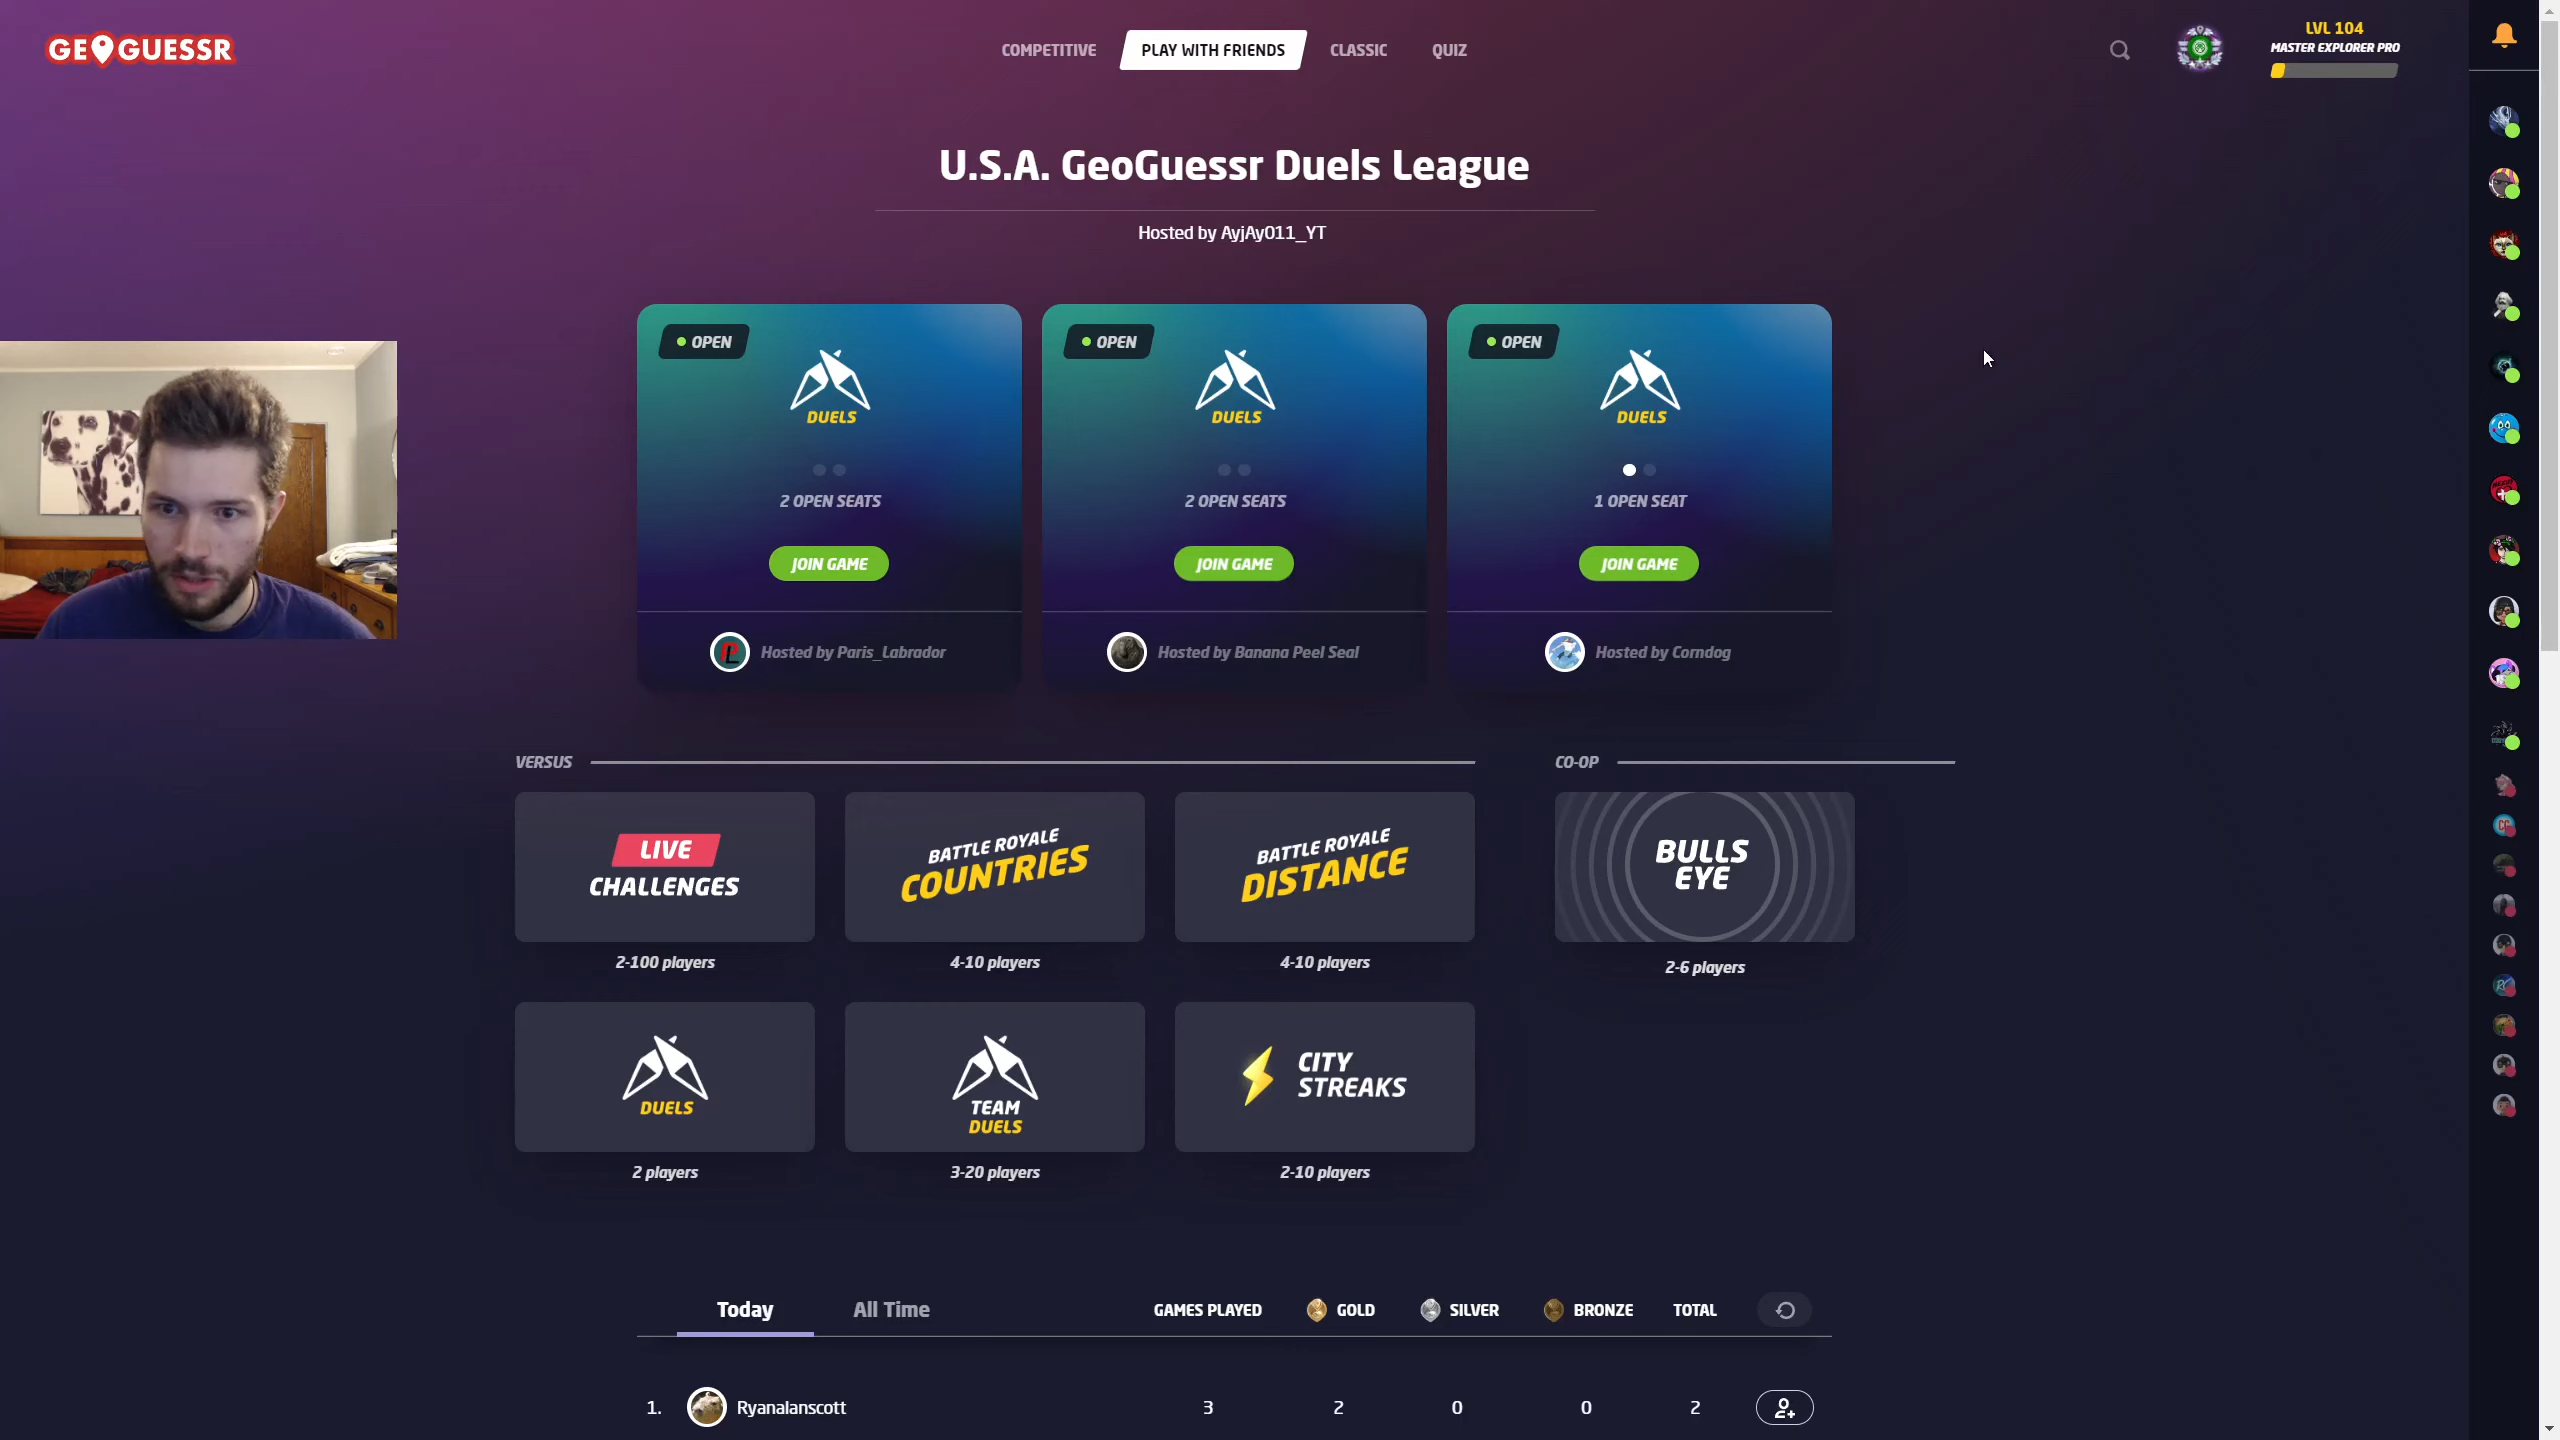 GEOGUESSR
COMPETITIVE
PLAY WITH FRIENDS
CLASSIC
QUIZ
LVL 104
MASTER EXPLORER PRO
U.S.A. GeoGuessr Duels League
Hosted by AyjAy011_YT
OPEN
DUELS
2 OPEN SEATS
JOIN GAME
Hosted by Paris_Labrador
OPEN
DUELS
2 OPEN SEATS
JOIN GAME
Hosted by Banana Peel Seal
OPEN
DUELS
1 OPEN SEAT
JOIN GAME
Hosted by Corndog
VERSUS
LIVE
CHALLENGES
2-100 players
BATTLE ROYALE
COUNTRIES
4-10 players
BATTLE ROYALE
DISTANCE
4-10 players
DUELS
2 players
TEAM
DUELS
3-20 players
CITY
STREAKS
2-10 players
CO-OP
BULLS
EYE
2-6 players
Today
All Time
GAMES PLAYED
GOLD
SILVER
BRONZE
TOTAL
1. Ryanalanscott 3 2 0 0 2